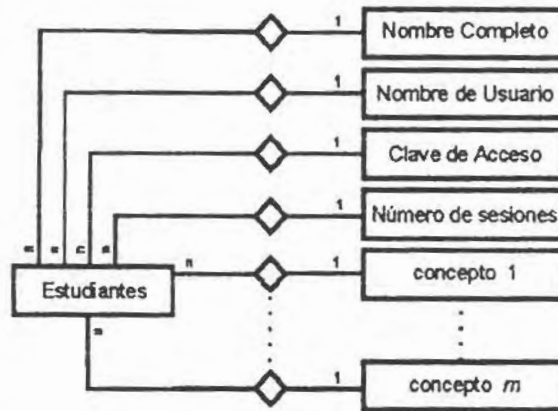 1 Nombre Completo
1 Nombre de Usuario
1 Clave de Acceso
1 Número de sesiones
n n n n
n 1 concepto 1
Estudiantes
n
1 concepto m